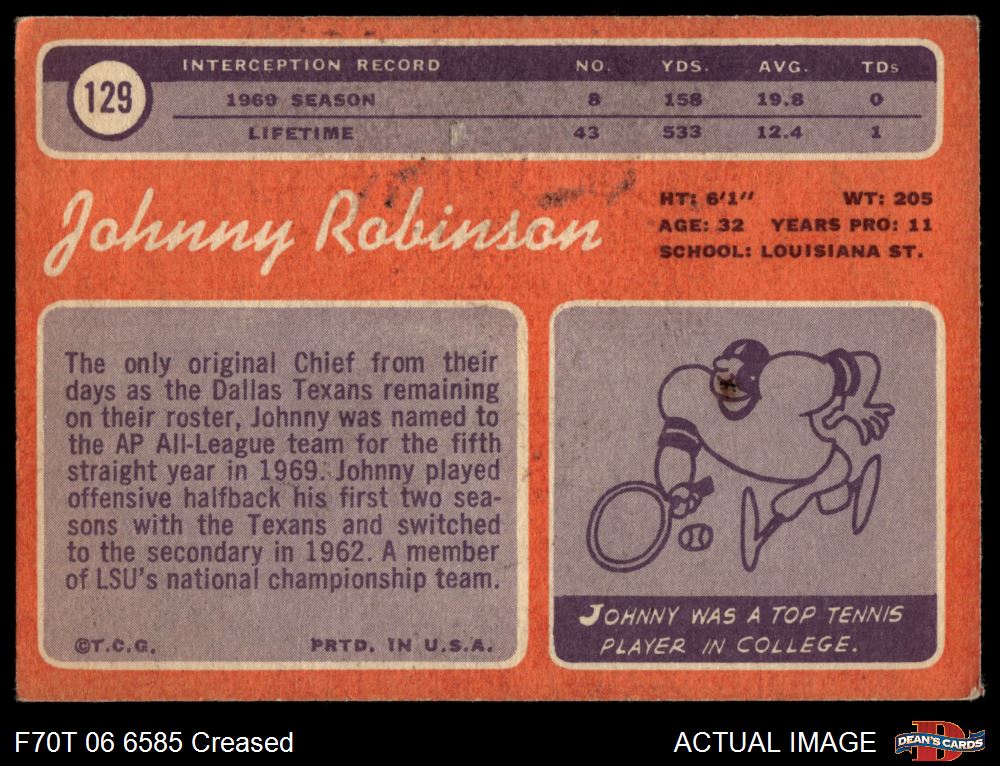 129
INTERCEPTION RECORD NO. YDS. AVG. TDs
1969 SEASON 8 158 19.8 0
LIFETIME 43 533 12.4 1
Johnny Robinson
HT: 6'1" WT: 205
AGE: 32 YEARS PRO: 11
SCHOOL: LOUISIANA ST.
The only original Chief from their
days as the Dallas Texans remaining
on their roster, Johnny was named to
the AP All-League team for the fifth
straight year in 1969. Johnny played
offensive halfback his first two sea-
sons with the Texans and switched
to the secondary in 1962. A member
of LSU's national championship team.
©T.C.G. PRTD. IN U.S.A.
JOHNNY WAS A TOP TENNIS
PLAYER IN COLLEGE.
F70T 06 6585 Creased
ACTUAL IMAGE
D
DEAN'S CARDS